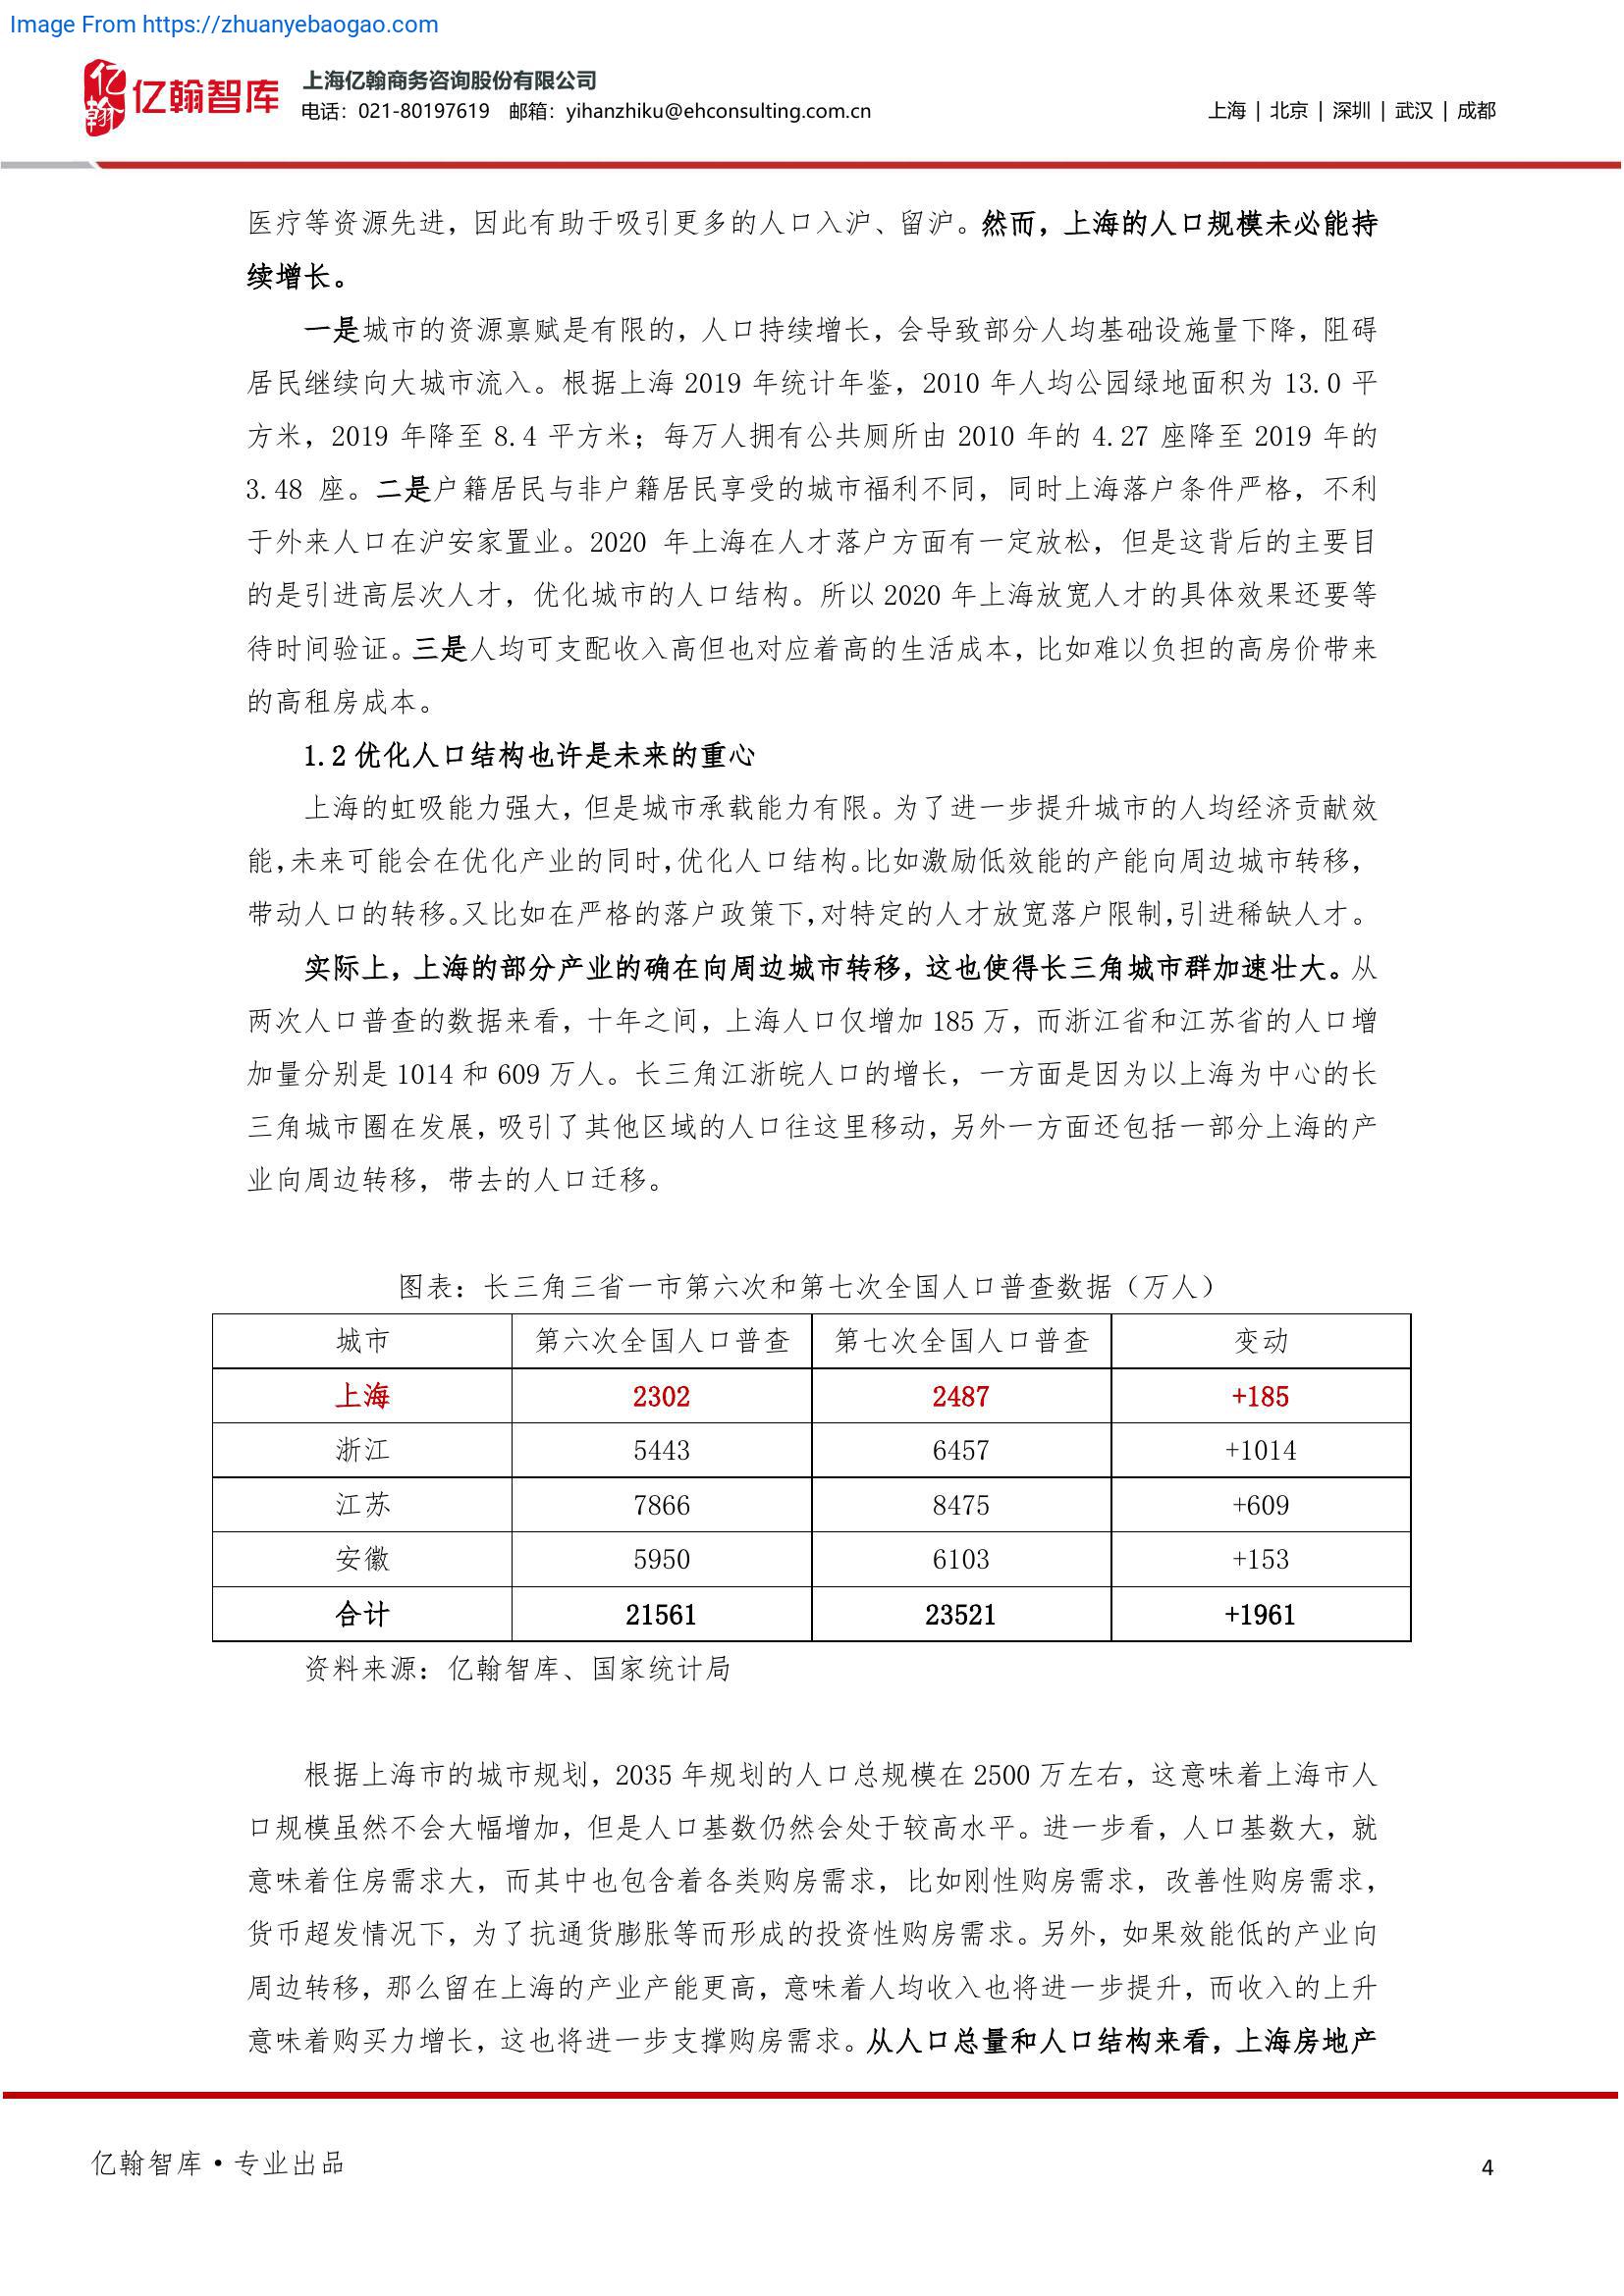 Image From https://zhuanyebaogao.com
亿翰
亿翰智库
上海亿翰商务咨询股份有限公司
电话：021-80197619 邮箱：yihanzhiku@ehconsulting.com.cn
上海 | 北京 | 深圳 | 武汉 | 成都
医疗等资源先进，因此有助于吸引更多的人口入沪、留沪。然而，上海的人口规模未必能持
续增长。
一是城市的资源禀赋是有限的，人口持续增长，会导致部分人均基础设施量下降，阻碍
居民继续向大城市流入。根据上海 2019 年统计年鉴，2010 年人均公园绿地面积为 13.0 平
方米，2019 年降至 8.4 平方米；每万人拥有公共厕所由 2010 年的 4.27 座降至 2019 年的
3.48 座。二是户籍居民与非户籍居民享受的城市福利不同，同时上海落户条件严格，不利
于外来人口在沪安家置业。2020 年上海在人才落户方面有一定放松，但是这背后的主要目
的是引进高层次人才，优化城市的人口结构。所以 2020 年上海放宽人才的具体效果还要等
待时间验证。三是人均可支配收入高但也对应着高的生活成本，比如难以负担的高房价带来
的高租房成本。
1.2 优化人口结构也许是未来的重心
上海的虹吸能力强大，但是城市承载能力有限。为了进一步提升城市的人均经济贡献效
能，未来可能会在优化产业的同时，优化人口结构。比如激励低效能的产能向周边城市转移，
带动人口的转移。又比如在严格的落户政策下，对特定的人才放宽落户限制，引进稀缺人才。
实际上，上海的部分产业的确在向周边城市转移，这也使得长三角城市群加速壮大。从
两次人口普查的数据来看，十年之间，上海人口仅增加 185 万，而浙江省和江苏省的人口增
加量分别是 1014 和 609 万人。长三角江浙皖人口的增长，一方面是因为以上海为中心的长
三角城市圈在发展，吸引了其他区域的人口往这里移动，另外一方面还包括一部分上海的产
业向周边转移，带去的人口迁移。
图表：长三角三省一市第六次和第七次全国人口普查数据（万人）
城市 第六次全国人口普查 第七次全国人口普查 变动
上海 2302 2487 +185
浙江 5443 6457 +1014
江苏 7866 8475 +609
安徽 5950 6103 +153
合计 21561 23521 +1961
资料来源：亿翰智库、国家统计局
根据上海市的城市规划，2035 年规划的人口总规模在 2500 万左右，这意味着上海市人
口规模虽然不会大幅增加，但是人口基数仍然会处于较高水平。进一步看，人口基数大，就
意味着住房需求大，而其中也包含着各类购房需求，比如刚性购房需求，改善性购房需求，
货币超发情况下，为了抗通货膨胀等而形成的投资性购房需求。另外，如果效能低的产业向
周边转移，那么留在上海的产业产能更高，意味着人均收入也将进一步提升，而收入的上升
意味着购买力增长，这也将进一步支撑购房需求。从人口总量和人口结构来看，上海房地产
亿翰智库•专业出品
4